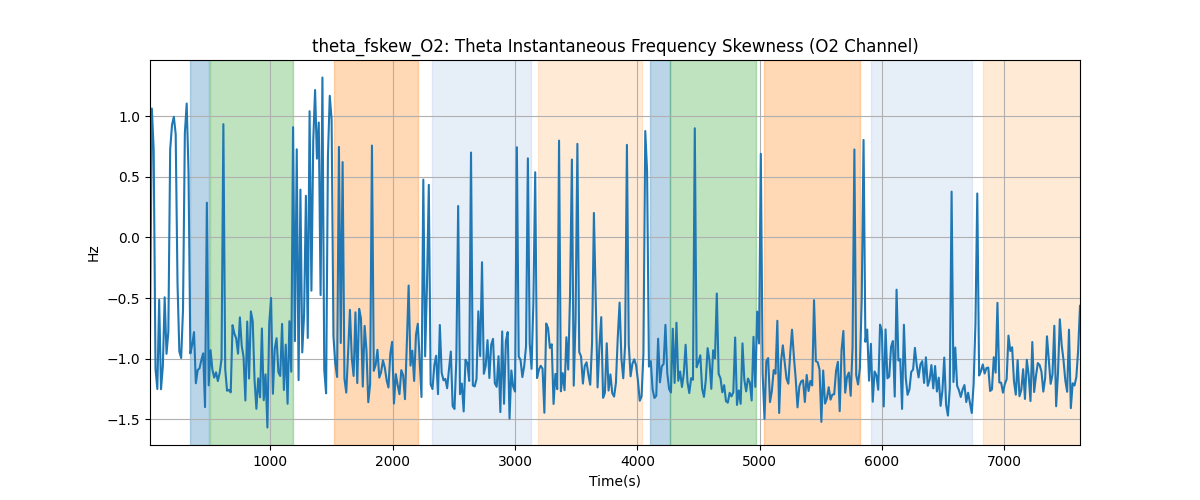 theta_fskew_O2: Theta Instantaneous Frequency Skewness (O2 Channel)
1.0
0.5
0.0
−0.5
−1.0
−1.5
Hz
1000 2000 3000 4000 5000 6000 7000
Time(s)